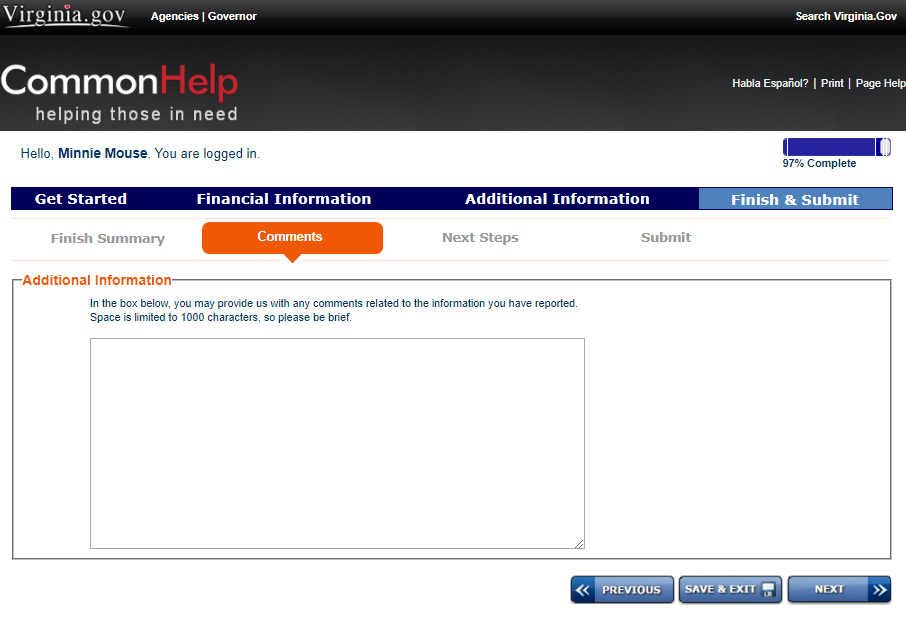 Virginia.gov Agencies | Governor Search Virginia.Gov
CommonHelp
helping those in need
Habla Español? | Print | Page Help
Hello, Minnie Mouse. You are logged in.
97% Complete
Get Started Financial Information Additional Information Finish & Submit
Finish Summary Comments Next Steps Submit
Additional Information
In the box below, you may provide us with any comments related to the information you have reported.
Space is limited to 1000 characters, so please be brief.
PREVIOUS SAVE & EXIT NEXT